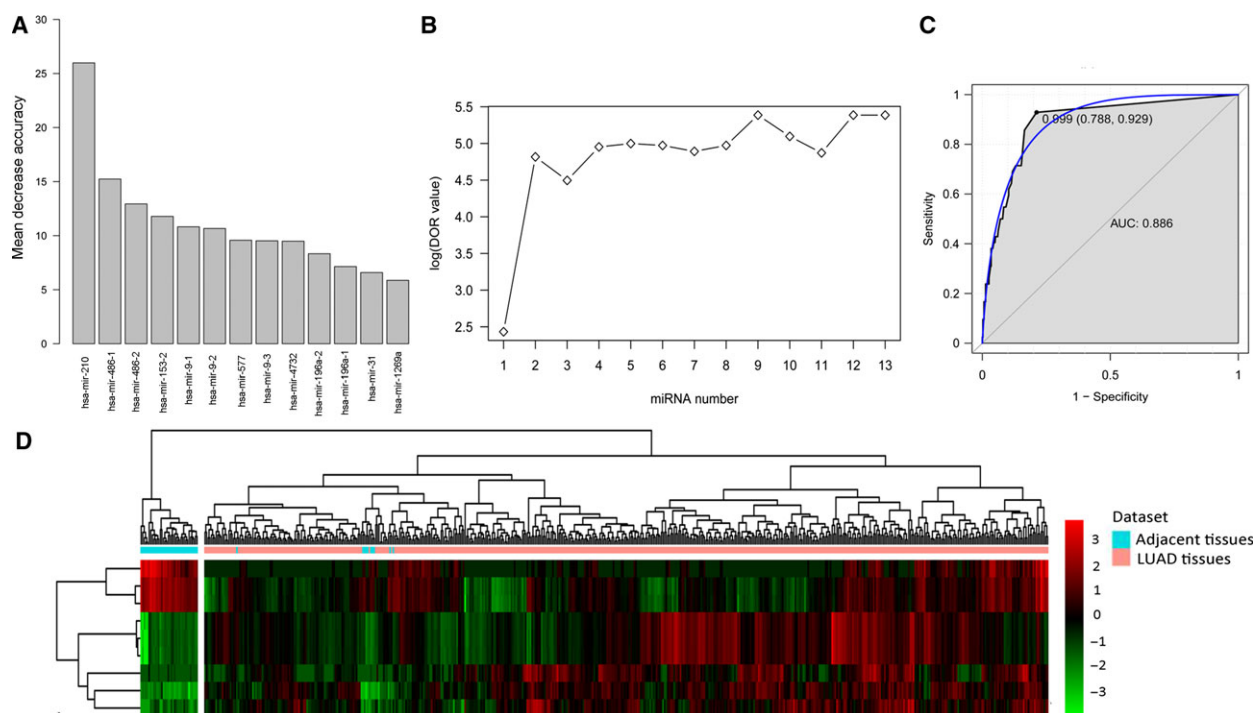 A
30
25
20
15
10
5
0
Mean decrease accuracy
hsa-mir-210
hsa-mir-486-1
hsa-mir-486-2
hsa-mir-153-2
hsa-mir-9-1
hsa-mir-9-2
hsa-mir-577
hsa-mir-9-3
hsa-mir-4732
hsa-mir-196a-2
hsa-mir-196a-1
hsa-mir-31
hsa-mir-1269a
B
5.5
5.0
4.5
4.0
3.5
3.0
2.5
log(DOR value)
1 2 3 4 5 6 7 8 9 10 11 12 13
miRNA number
C
1
0.8
0.6
0.4
0.2
0
Sensitivity
0.999 (0.788, 0.929)
AUC: 0.886
0 0.5 1
1 − Specificity
D
Dataset
Adjacent tissues
LUAD tissues
3
2
1
0
−1
−2
−3